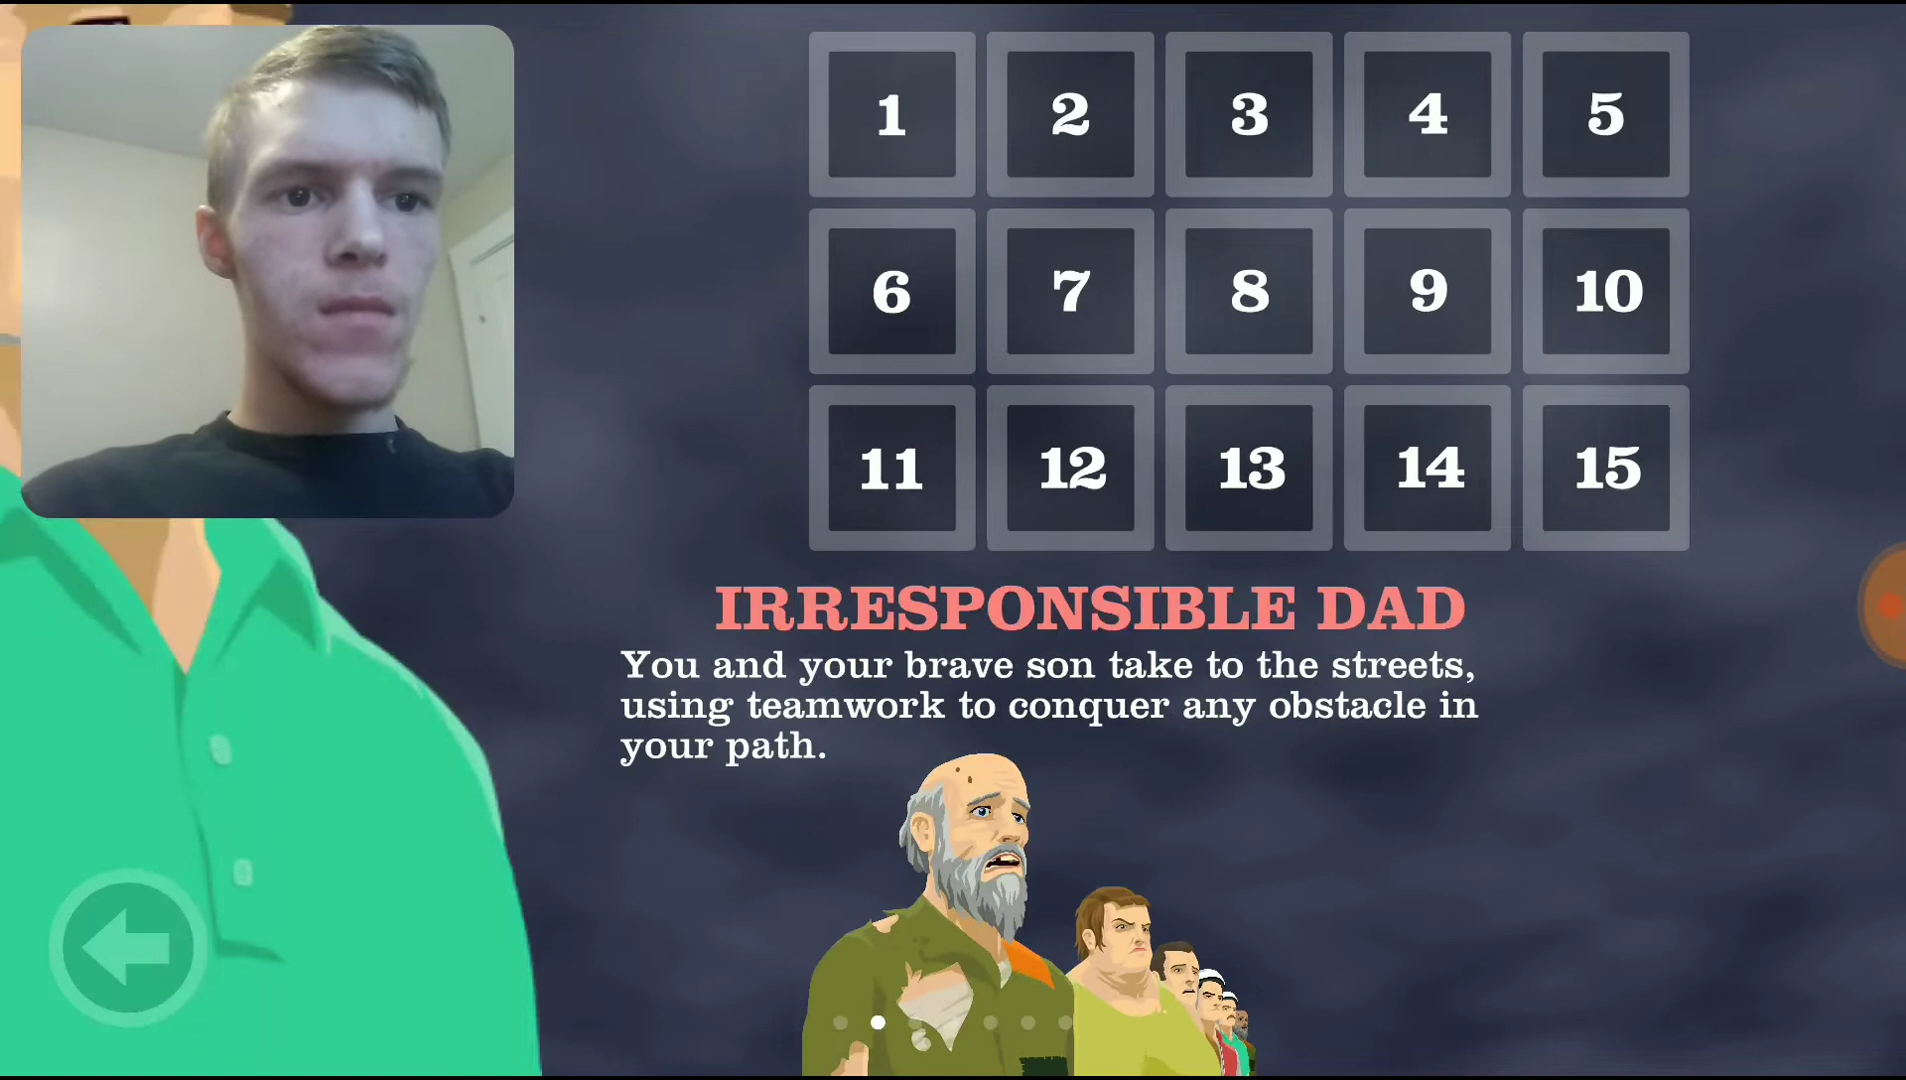 1 2 3 4 5
6 7 8 9 10
11 12 13 14 15
IRRESPONSIBLE DAD
You and your brave son take to the streets,
using teamwork to conquer any obstacle in
your path.